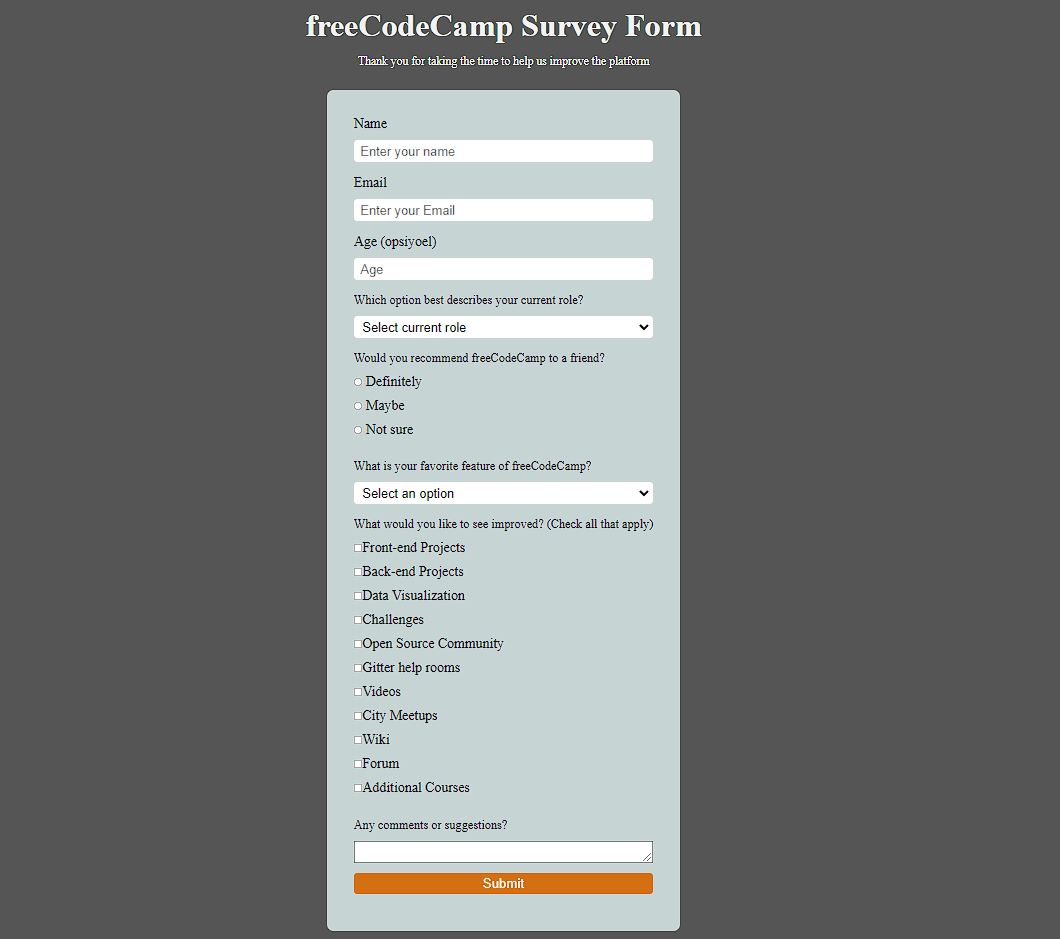 freeCodeCamp Survey Form
Thank you for taking the time to help us improve the platform
Name
Enter your name
Email
Enter your Email
Age (opsiyoel)
Age
Which option best describes your current role?
Select current role
Would you recommend freeCodeCamp to a friend?
Definitely
Maybe
Not sure
What is your favorite feature of freeCodeCamp?
Select an option
What would you like to see improved? (Check all that apply)
Front-end Projects
Back-end Projects
Data Visualization
Challenges
Open Source Community
Gitter help rooms
Videos
City Meetups
Wiki
Forum
Additional Courses
Any comments or suggestions?
Submit